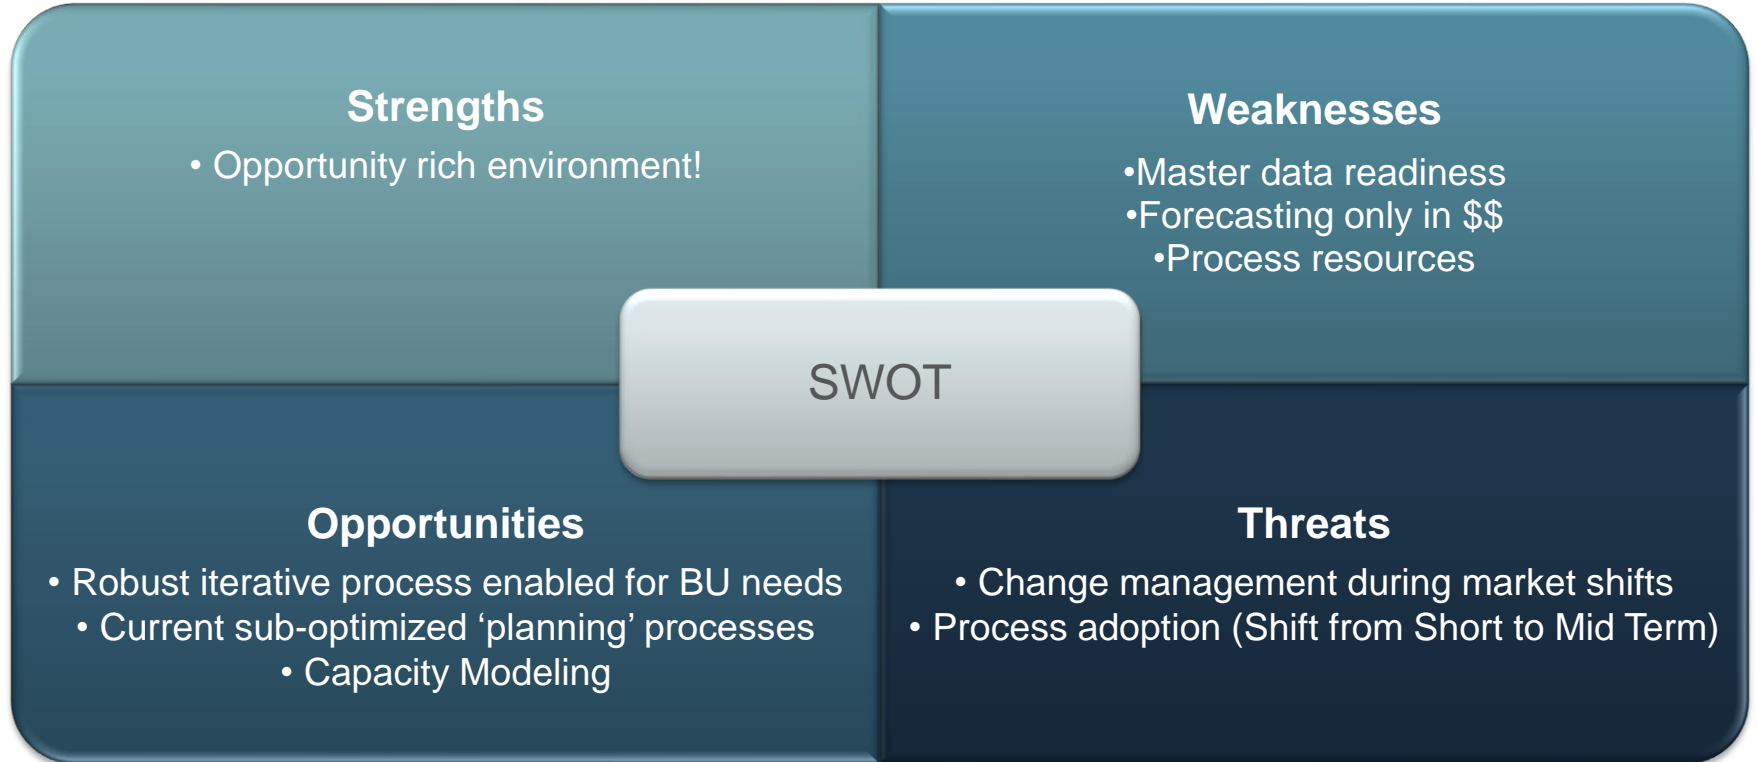 Strengths
• Opportunity rich environment!
Weaknesses
•Master data readiness
•Forecasting only in $$
•Process resources
SWOT
Opportunities
• Robust iterative process enabled for BU needs
• Current sub-optimized ‘planning’ processes
• Capacity Modeling
Threats
• Change management during market shifts
• Process adoption (Shift from Short to Mid Term)